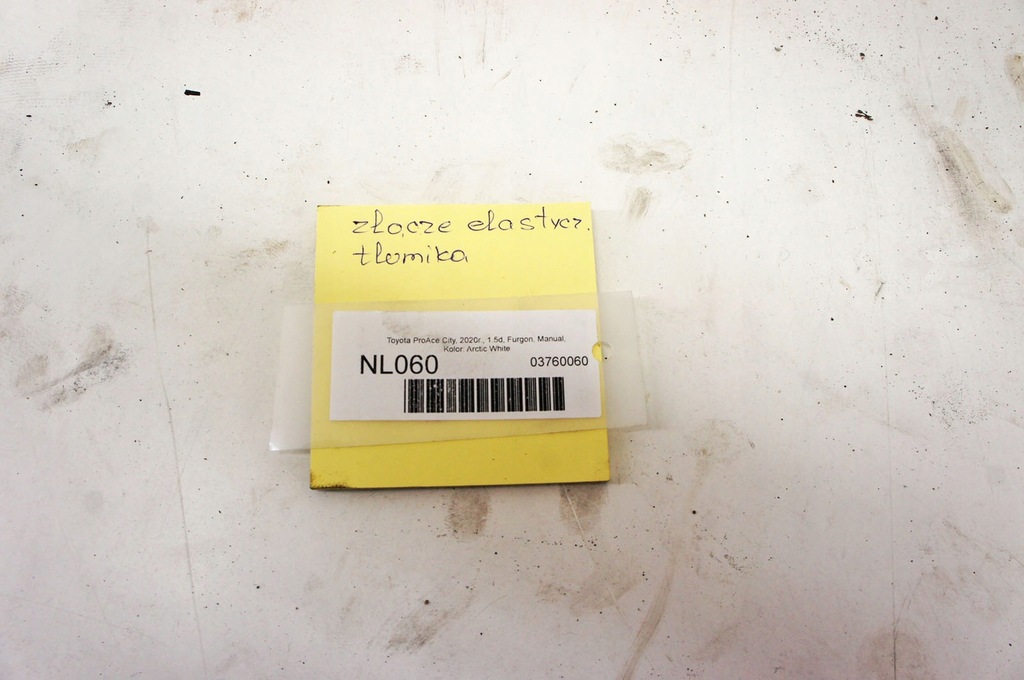 złącze elastycz.
tłumika
Toyota ProAce City, 2020r., 1.5d, Furgon, Manual,
Kolor: Arctic White
NL060
03760060